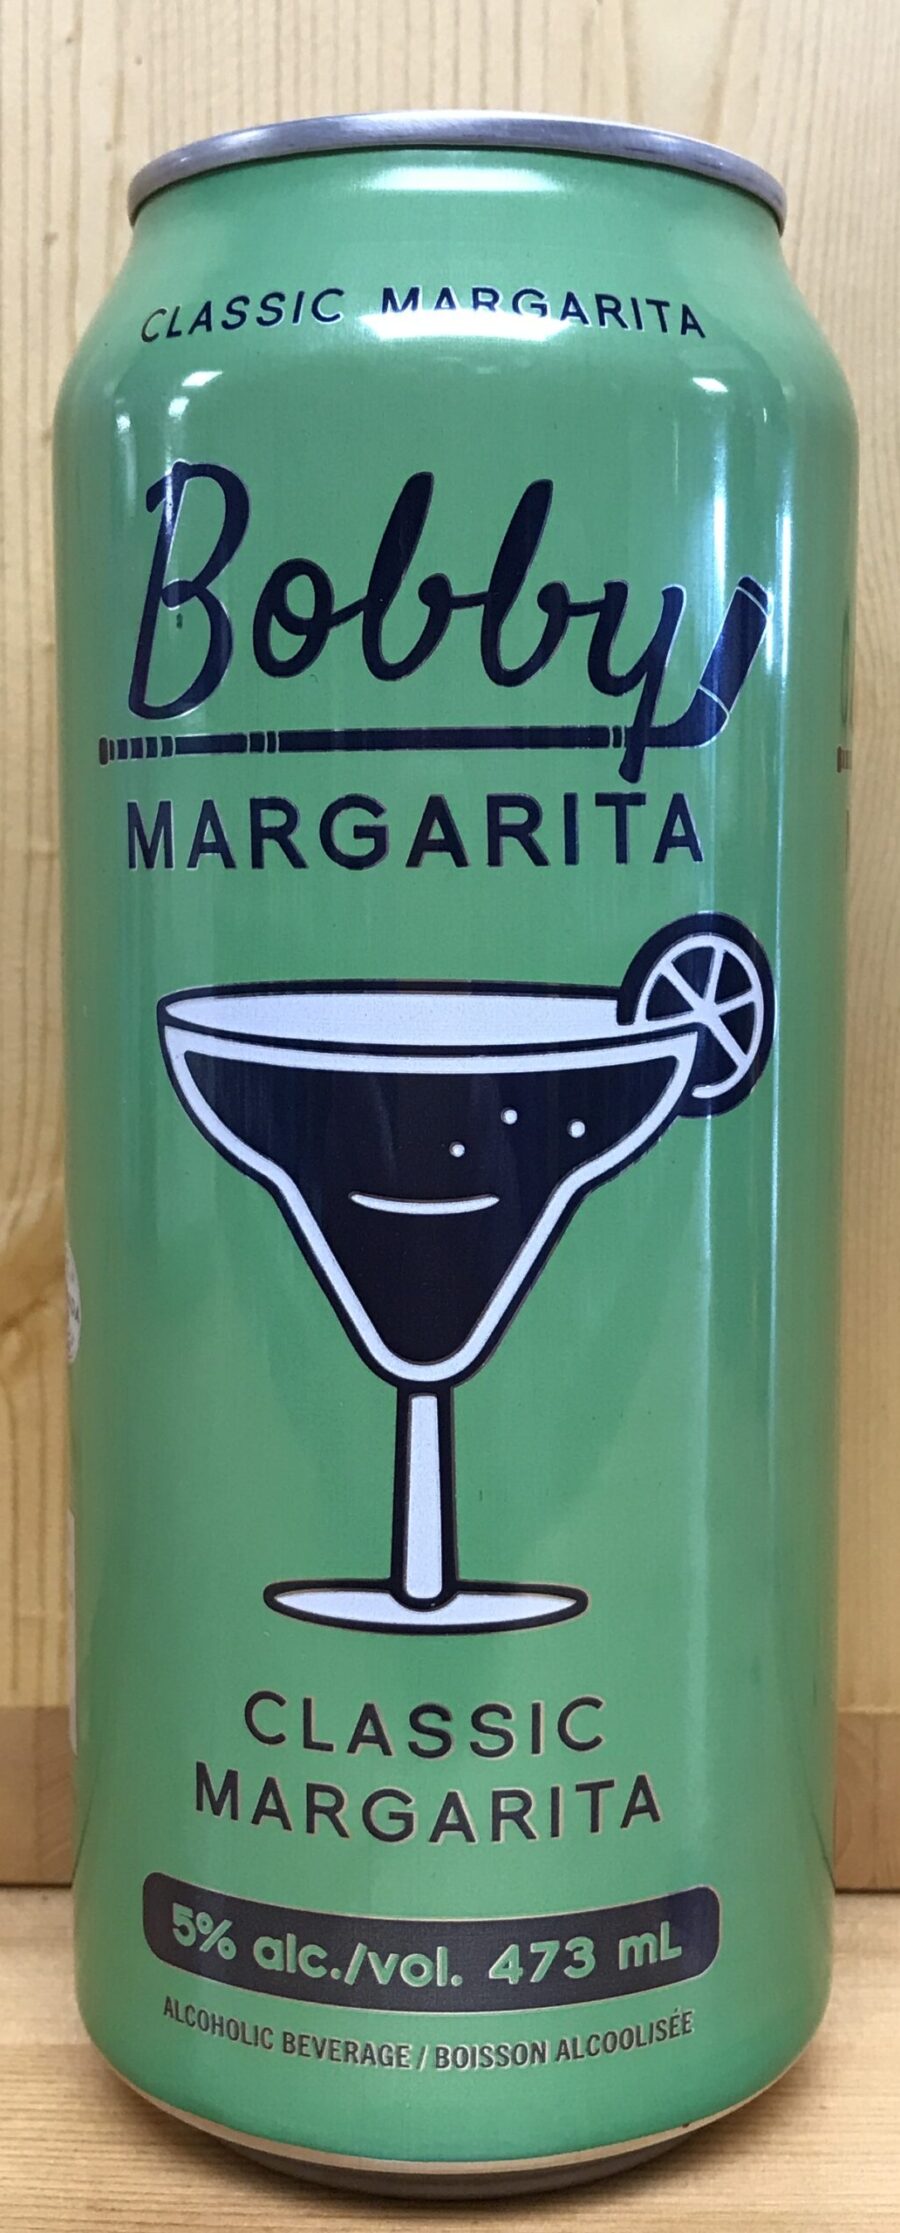 CLASSIC MARGARITA
Bobby
MARGARITA
CLASSIC
MARGARITA
5% alc./vol. 473 mL
ALCOHOLIC BEVERAGE / BOISSON ALCOOLISÉE